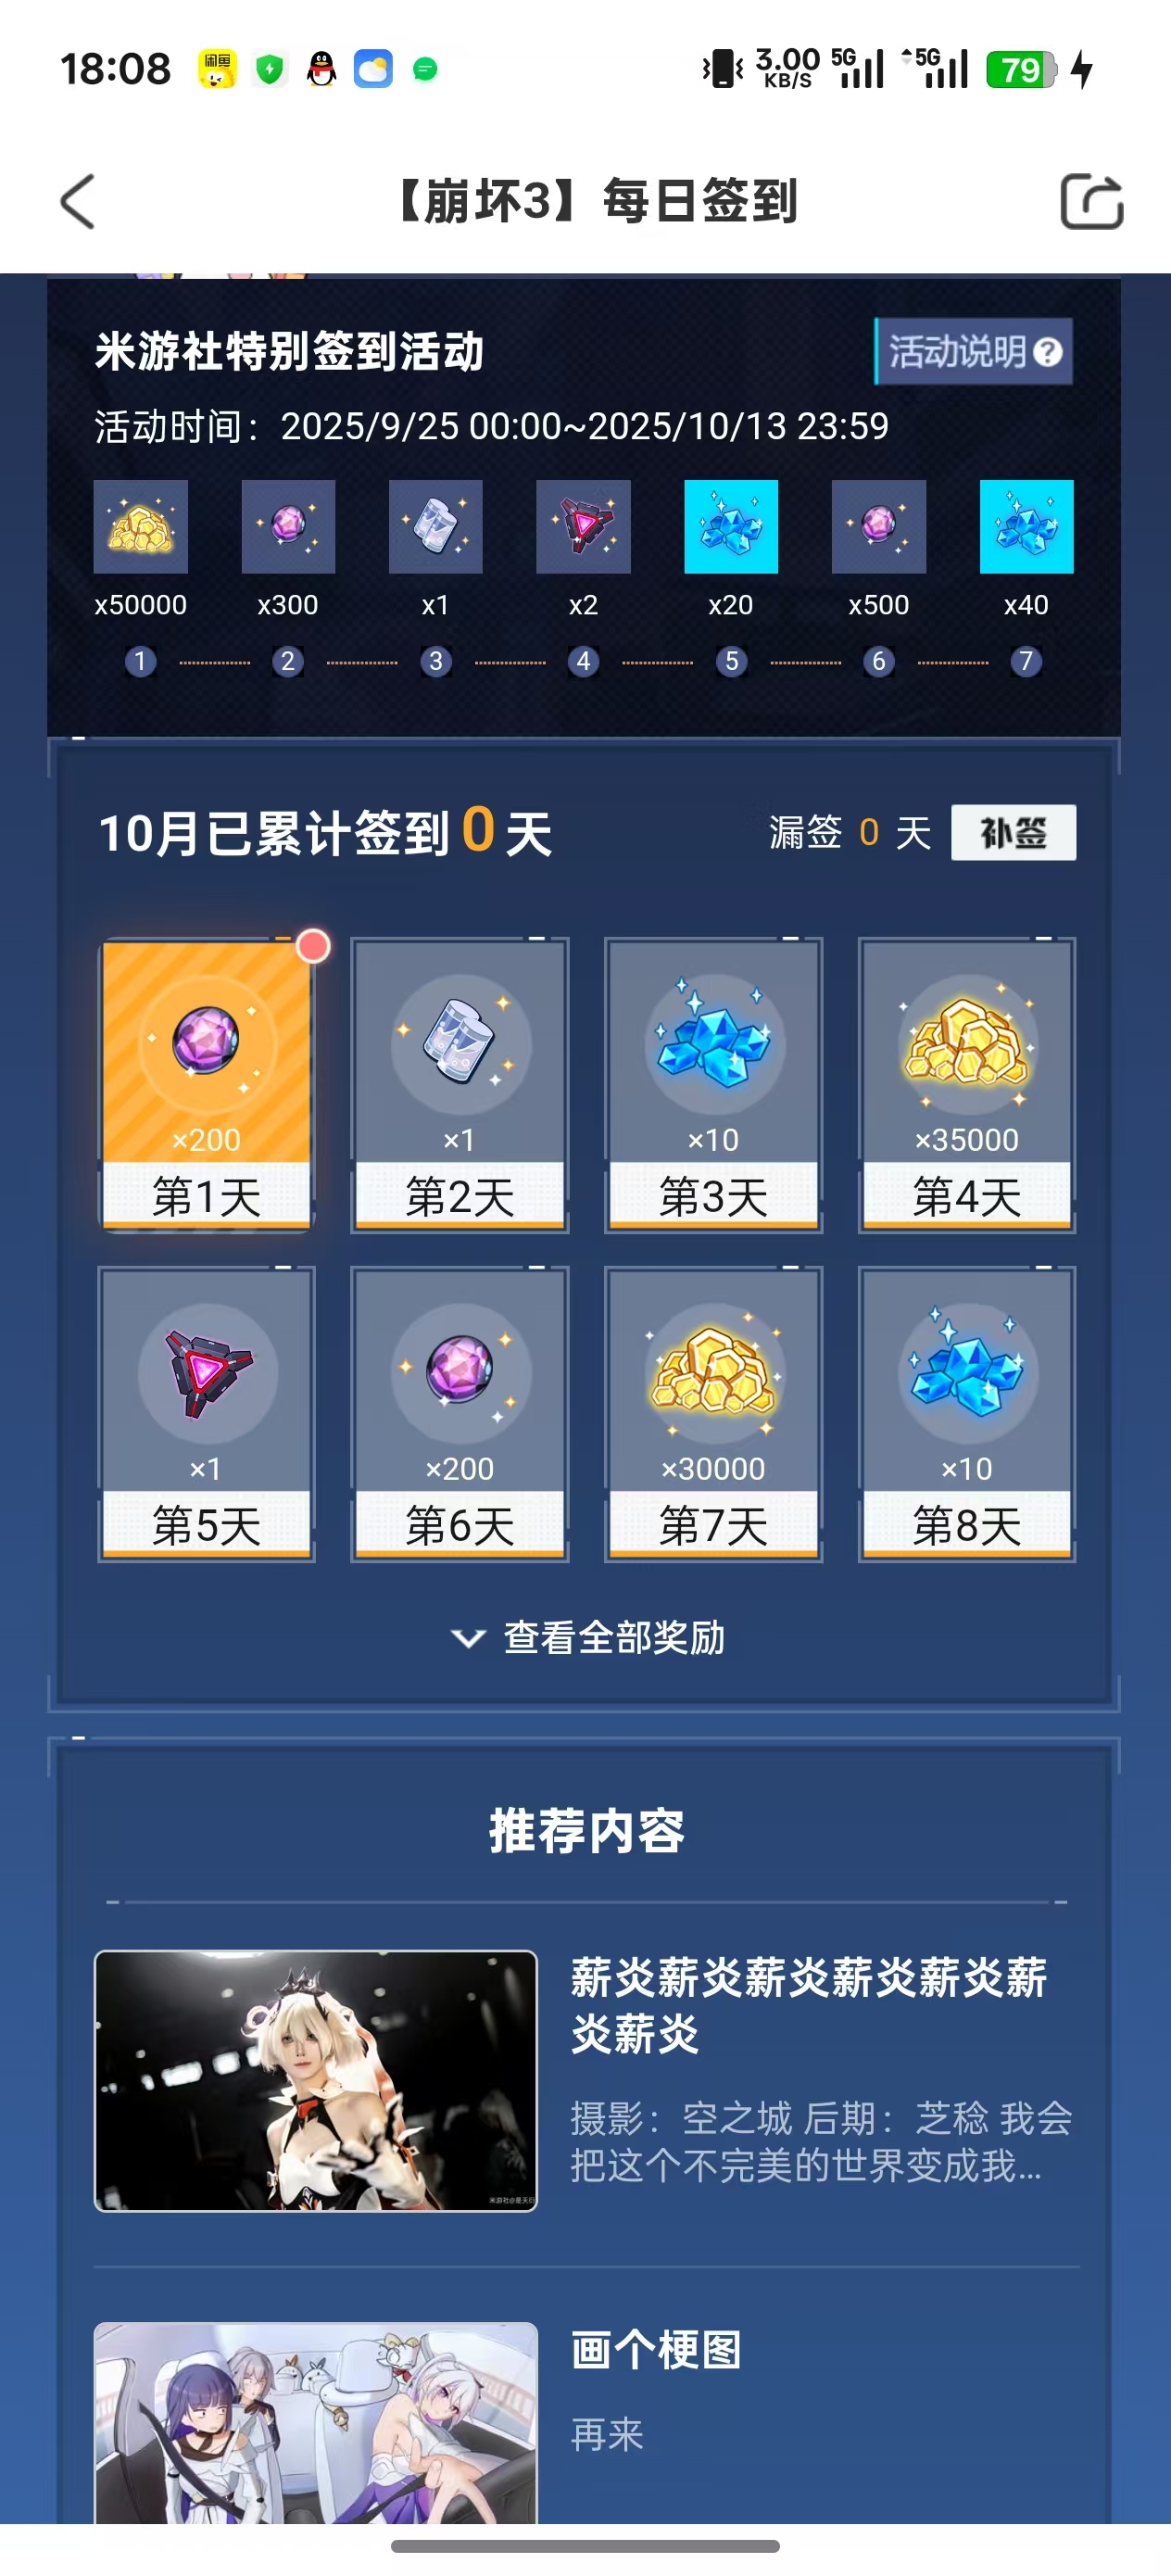 18:08
闲鱼
3.00 KB/S 5G 5G 79
【崩坏3】每日签到
米游社特别签到活动
活动说明?
活动时间：2025/9/25 00:00~2025/10/13 23:59
x50000 x300 x1 x2 x20 x500 x40
1 2 3 4 5 6 7
10月已累计签到0天 漏签 0 天 补签
×200 ×1 ×10 ×35000
第1天 第2天 第3天 第4天
×1 ×200 ×30000 ×10
第5天 第6天 第7天 第8天
查看全部奖励
推荐内容
薪炎薪炎薪炎薪炎薪炎薪
炎薪炎
摄影：空之城 后期：芝稔 我会
把这个不完美的世界变成我...
画个梗图
再来